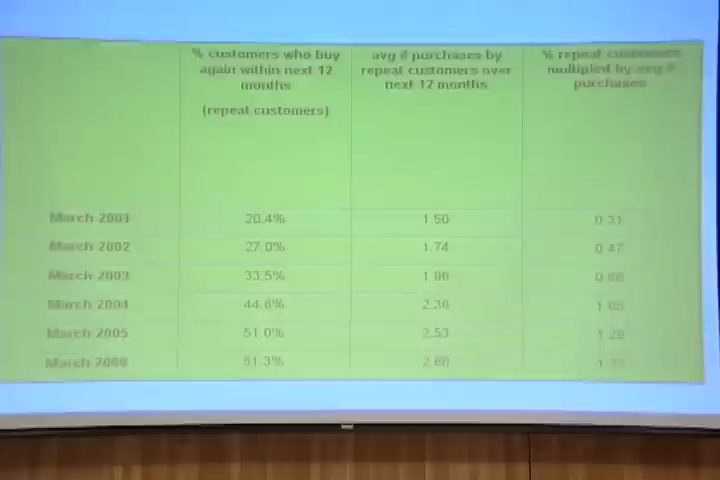 % customers who buy again within next 12 months (repeat customers)
avg # purchases by repeat customers over next 12 months
% repeat customers multiplied by avg # purchases
March 2001 20.4% 1.50 0.31
March 2002 27.0% 1.74 0.47
March 2003 33.5% 1.96
March 2004 44.6% 2.36 1.05
March 2005 51.0% 2.53 1.29
March 51.3% 2.60